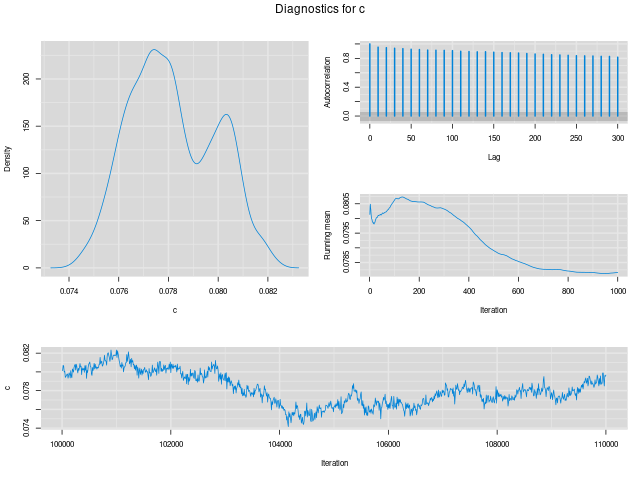 Diagnostics for c
Density
0 50 100 150 200
0.074 0.076 0.078 0.080 0.082
c
Autocorrelation
0.0 0.4 0.8
0 50 100 150 200 250 300
Lag
Running mean
0.0785 0.0795 0.0805
0 200 400 600 800 1000
Iteration
c
0.074 0.078 0.082
100000 102000 104000 106000 108000 110000
Iteration